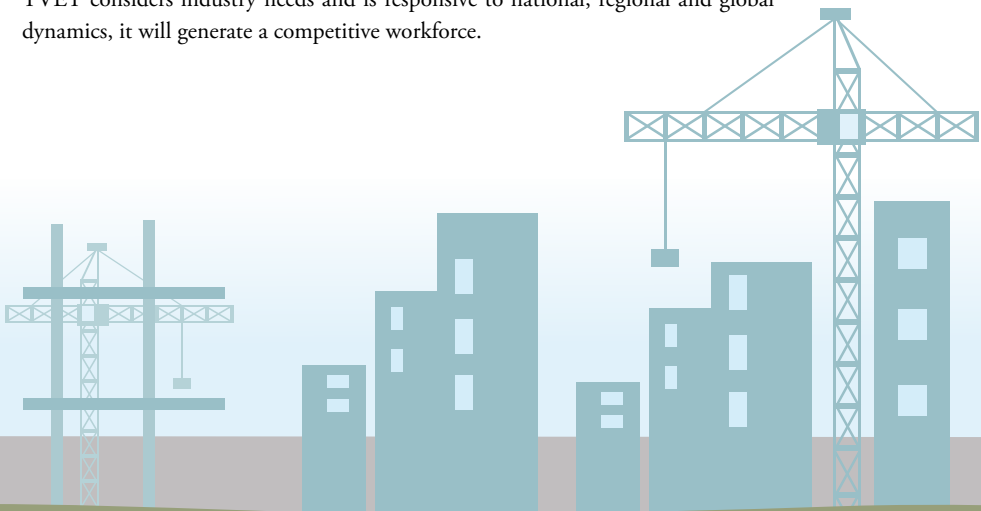 TVET considers industry needs and is responsive to national, regional and global
dynamics, it will generate a competitive workforce.